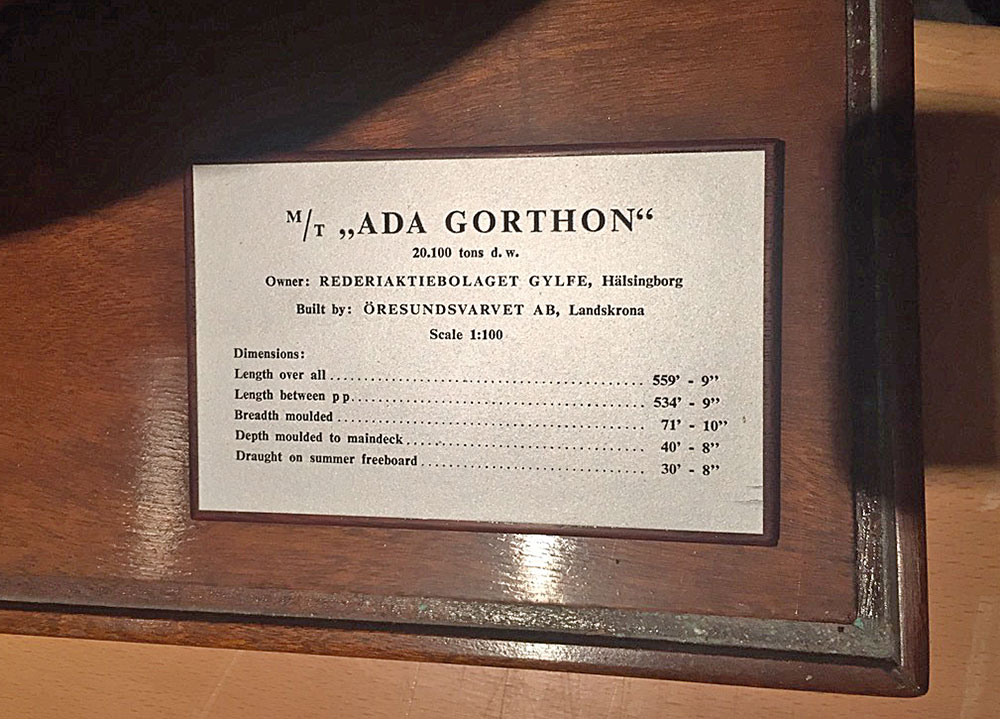 M/T „ADA GORTHON“
20.100 tons d. w.
Owner: REDERIAKTIEBOLAGET GYLFE, Hälsingborg
Built by: ÖRESUNDSVARVET AB, Landskrona
Scale 1:100
Dimensions:
Length over all ........................................ 559' - 9”
Length between p p ........................................ 534' - 9”
Breadth moulded ........................................ 71' - 10”
Depth moulded to maindeck ........................................ 40' - 8”
Draught on summer freeboard ........................................ 30' - 8”